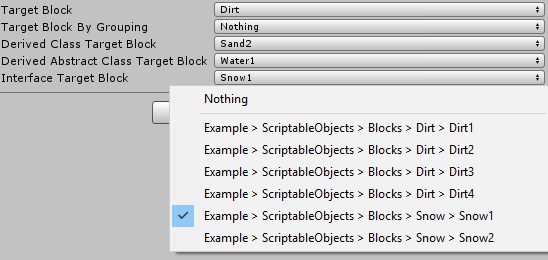 Target Block Dirt
Target Block By Grouping Nothing
Derived Class Target Block Sand2
Derived Abstract Class Target Block Water1
Interface Target Block Snow1
Nothing
Example > ScriptableObjects > Blocks > Dirt > Dirt1
Example > ScriptableObjects > Blocks > Dirt > Dirt2
Example > ScriptableObjects > Blocks > Dirt > Dirt3
Example > ScriptableObjects > Blocks > Dirt > Dirt4
Example > ScriptableObjects > Blocks > Snow > Snow1
Example > ScriptableObjects > Blocks > Snow > Snow2